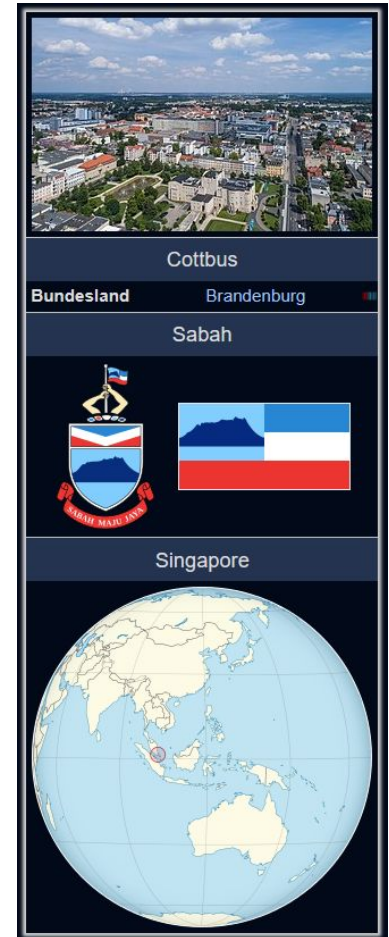 Cottbus
Bundesland Brandenburg
Sabah
SABAH MAJU JAYA
Singapore